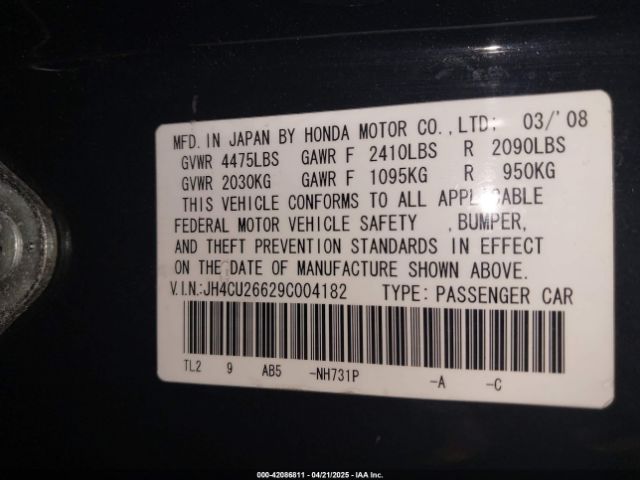 MFD. IN JAPAN BY HONDA MOTOR CO., LTD; 03/'08
GVWR 4475LBS GAWR F 2410LBS R 2090LBS
GVWR 2030KG GAWR F 1095KG R 950KG
THIS VEHICLE CONFORMS TO ALL APPLICABLE
FEDERAL MOTOR VEHICLE SAFETY , BUMPER,
AND THEFT PREVENTION STANDARDS IN EFFECT
ON THE DATE OF MANUFACTURE SHOWN ABOVE.
V.I.N.:JH4CU26629C004182 TYPE: PASSENGER CAR
TL2 9 AB5 -NH731P -A -C
000-42086811 - 04/21/2025 - IAA Inc.